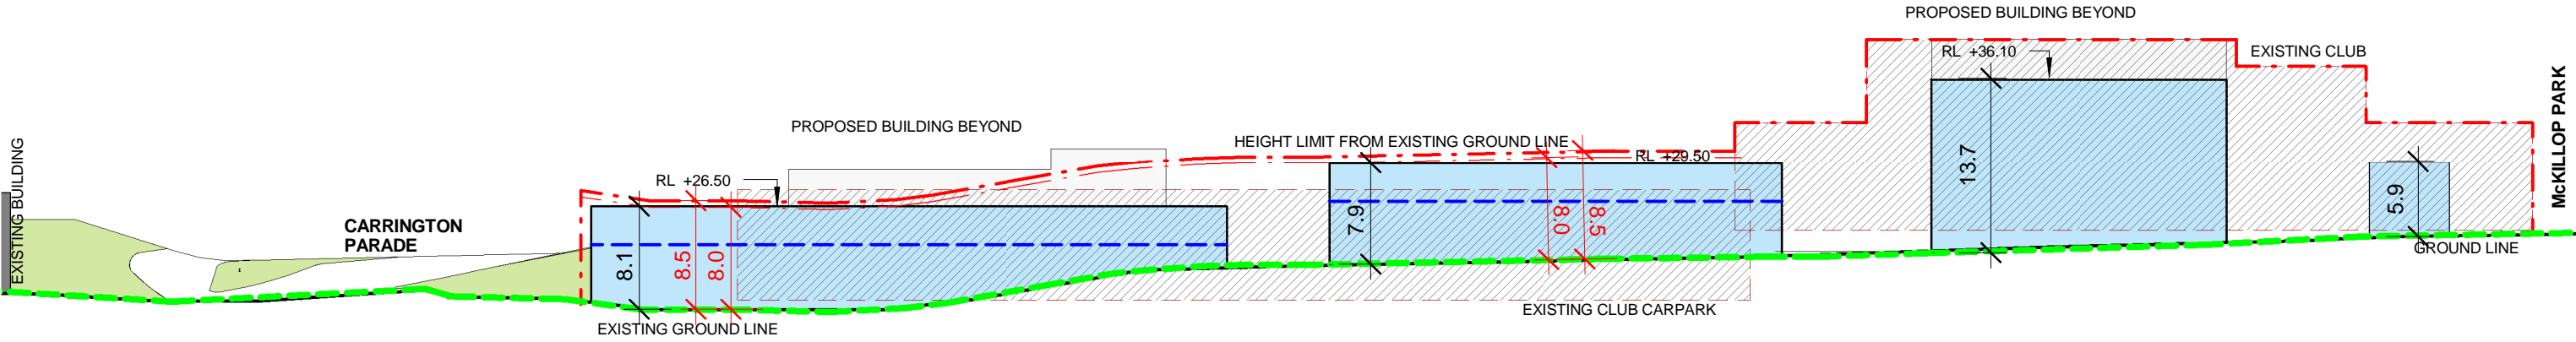 PROPOSED BUILDING BEYOND
RL +36.10
EXISTING CLUB
McKILLOP PARK
PROPOSED BUILDING BEYOND
HEIGHT LIMIT FROM EXISTING GROUND LINE
RL +29.50
RL +26.50
EXISTING BUILDING
CARRINGTON
PARADE
8.1
8.5
8.0
7.9
8.0
8.5
13.7
5.9
GROUND LINE
EXISTING CLUB CARPARK
EXISTING GROUND LINE